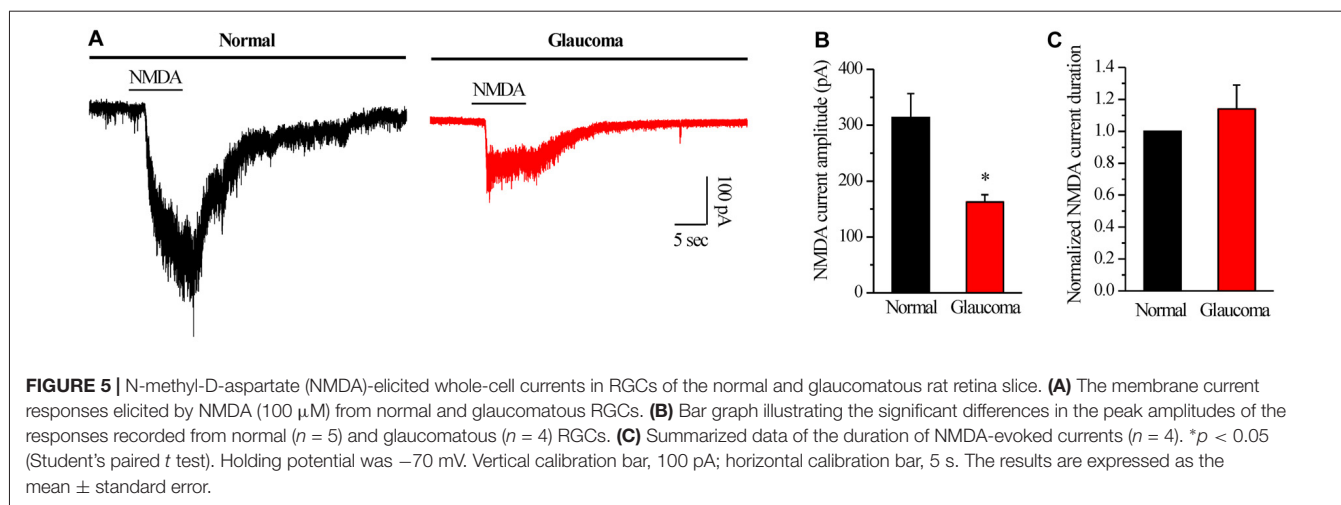 A
Normal
Glaucoma
NMDA
NMDA
100 pA
5 sec
B
NMDA current amplitude (pA)
400
300
200
100
0
*
Normal Glaucoma
C
Normalized NMDA current duration
1.4
1.2
1.0
0.8
0.6
0.4
0.2
0.0
Normal Glaucoma
FIGURE 5 | N-methyl-D-aspartate (NMDA)-elicited whole-cell currents in RGCs of the normal and glaucomatous rat retina slice. (A) The membrane current
responses elicited by NMDA (100 μM) from normal and glaucomatous RGCs. (B) Bar graph illustrating the significant differences in the peak amplitudes of the
responses recorded from normal (n = 5) and glaucomatous (n = 4) RGCs. (C) Summarized data of the duration of NMDA-evoked currents (n = 4). *p < 0.05
(Student's paired t test). Holding potential was −70 mV. Vertical calibration bar, 100 pA; horizontal calibration bar, 5 s. The results are expressed as the
mean ± standard error.